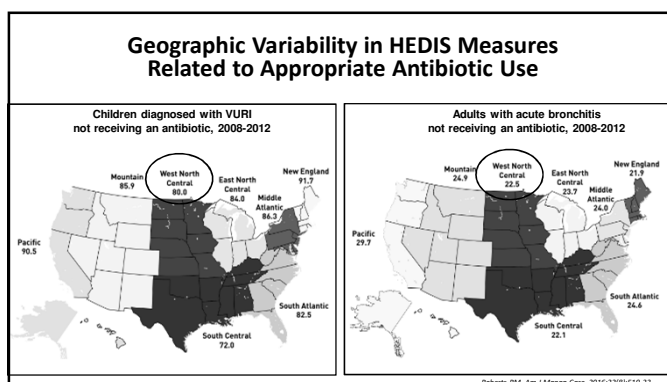 Geographic Variability in HEDIS Measures
Related to Appropriate Antibiotic Use
Children diagnosed with VURI
not receiving an antibiotic, 2008-2012
Mountain
85.9
West North
Central
80.0
East North
Central
84.0
New England
91.7
Middle
Atlantic
86.3
Pacific
90.5
South Atlantic
82.5
South Central
72.0
Adults with acute bronchitis
not receiving an antibiotic, 2008-2012
Mountain
24.9
West North
Central
22.5
East North
Central
23.7
New England
21.9
Middle
Atlantic
24.0
Pacific
29.7
South Atlantic
24.6
South Central
22.1